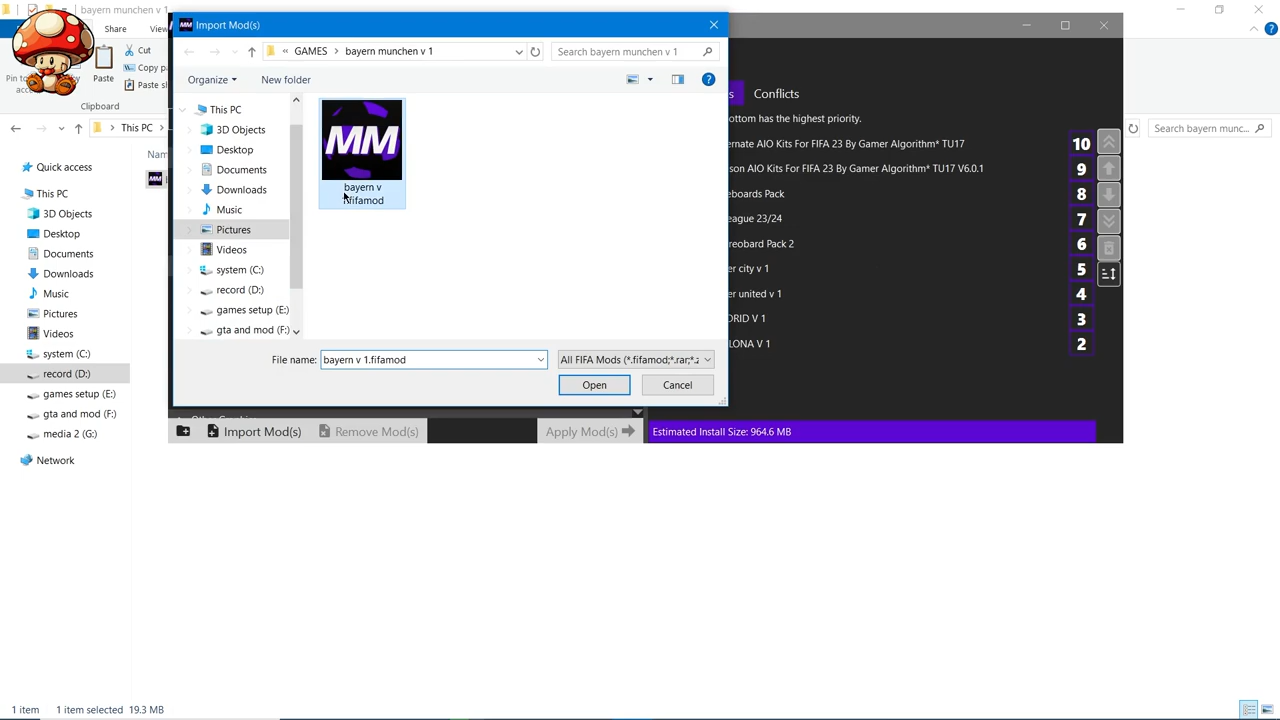 bayern munchen v 1
Share
Cut
Copy
Paste
Clipboard
This PC
Search bayern munc...
Quick access
This PC
3D Objects
Desktop
Documents
Downloads
Music
Pictures
Videos
system (C:)
record (D:)
games setup (E:)
gta and mod (F:)
media 2 (G:)
Network
1 item
1 item selected 19.3 MB
MM Import Mod(s)
« GAMES > bayern munchen v 1
Search bayern munchen v 1
Organize
New folder
This PC
3D Objects
Desktop
Documents
Downloads
Music
Pictures
Videos
system (C:)
record (D:)
games setup (E:)
gta and mod (F:)
MM
bayern v
1.fifamod
File name:
bayern v 1.fifamod
All FIFA Mods (*.fifamod;*.rar;*.z
Open
Cancel
Conflicts
ottom has the highest priority.
ernate AIO Kits For FIFA 23 By Gamer Algorithm* TU17
10
son AIO Kits For FIFA 23 By Gamer Algorithm* TU17 V6.0.1
9
eboards Pack
8
eague 23/24
7
reobard Pack 2
6
er city v 1
5
er united v 1
4
DRID V 1
3
LONA V 1
2
Import Mod(s)
Remove Mod(s)
Apply Mod(s)
Estimated Install Size: 964.6 MB